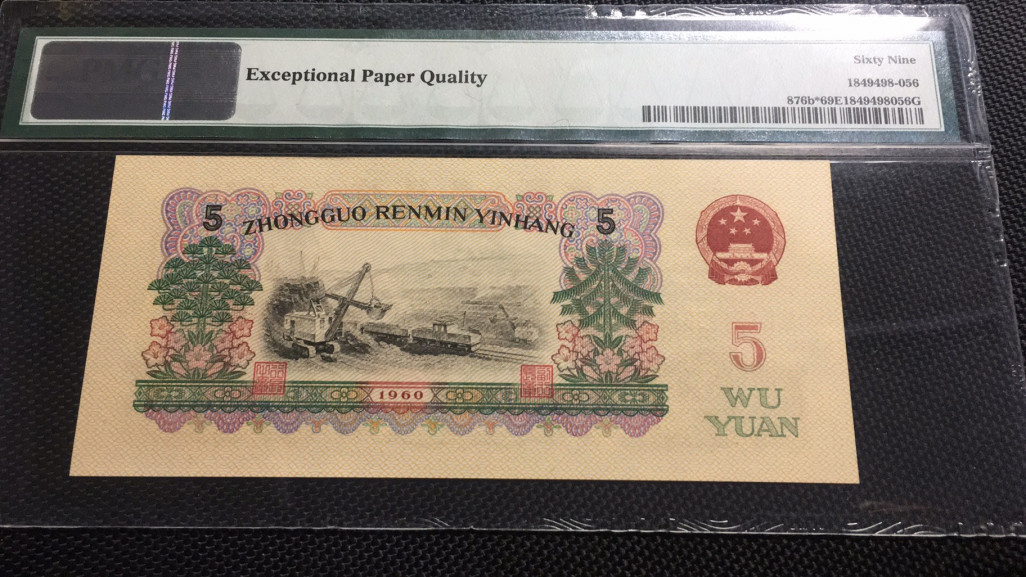 Exceptional Paper Quality
Sixty Nine
1849498-056
876b*69E1849498056G
5 ZHONGGUO RENMIN YINHANG 5
5
WU
YUAN
1960